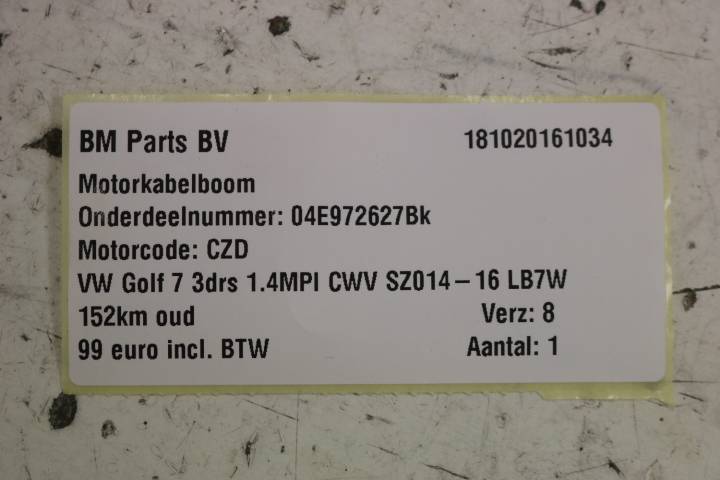 BM Parts BV 181020161034
Motorkabelboom
Onderdeelnummer: 04E972627Bk
Motorcode: CZD
VW Golf 7 3drs 1.4MPI CWV SZ014–16 LB7W
152km oud Verz: 8
99 euro incl. BTW Aantal: 1